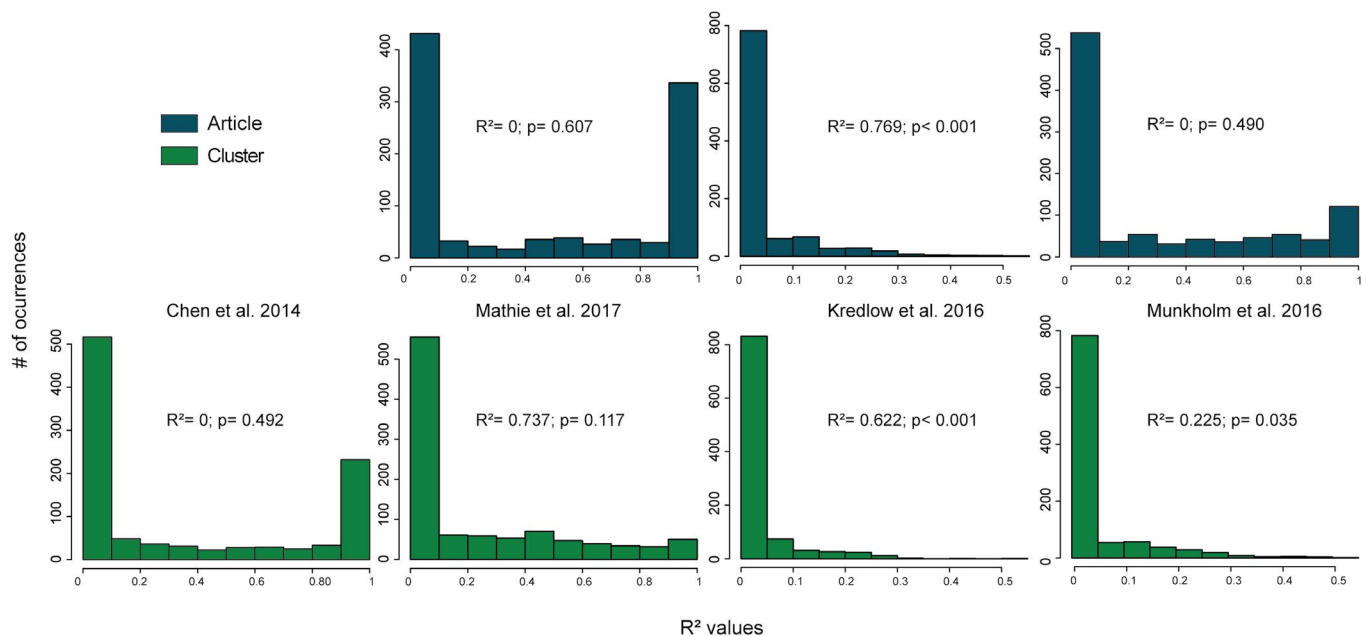 Article
Cluster
# of ocurrences
0 100 200 300 400
R²= 0; p= 0.607
0 0.2 0.4 0.6 0.8 1
0 200 400 600 800
R²= 0.769; p< 0.001
0 0.1 0.2 0.3 0.4 0.5
0 100 200 300 400 500
R²= 0; p= 0.490
0 0.2 0.4 0.6 0.8 1
Chen et al. 2014
Mathie et al. 2017
Kredlow et al. 2016
Munkholm et al. 2016
0 100 200 300 400 500
R²= 0; p= 0.492
0 0.2 0.4 0.6 0.80 1
0 100 200 300 400 500
R²= 0.737; p= 0.117
0 0.2 0.4 0.6 0.8 1
0 200 400 600 800
R²= 0.622; p< 0.001
0 0.1 0.2 0.3 0.4 0.5
0 200 400 600 800
R²= 0.225; p= 0.035
0 0.1 0.2 0.3 0.4 0.5
R² values